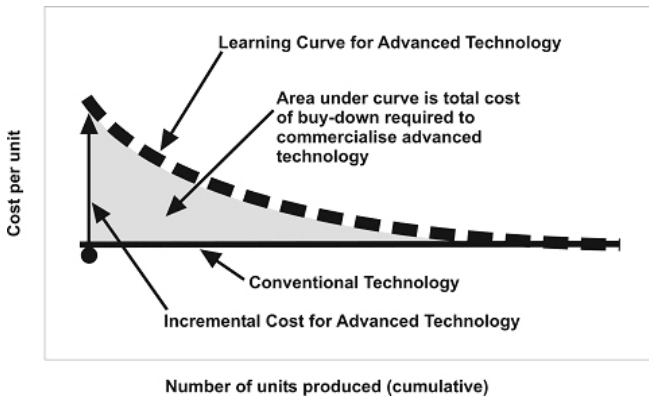 Learning Curve for Advanced Technology
Area under curve is total cost
of buy-down required to
commercialise advanced
technology
Cost per unit
Conventional Technology
Incremental Cost for Advanced Technology
Number of units produced (cumulative)